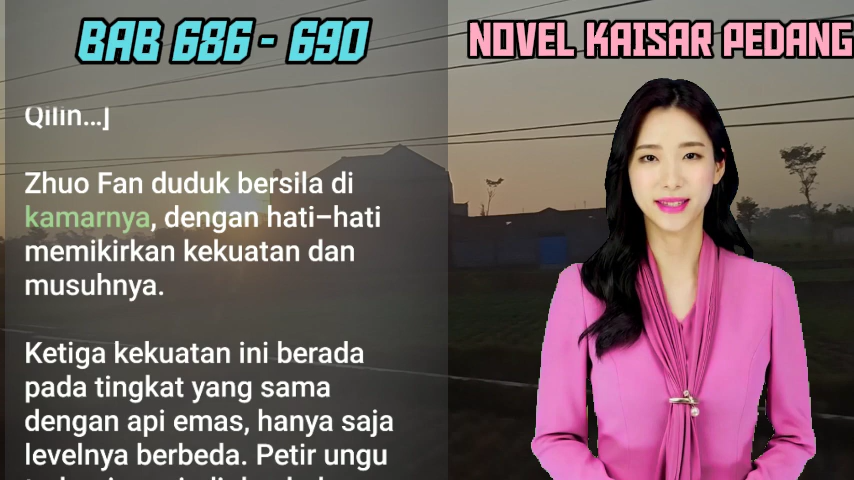 BAB 686 - 690
NOVEL KAISAR PEDANG
Qilin...]
Zhuo Fan duduk bersila di
kamarnya, dengan hati–hati
memikirkan kekuatan dan
musuhnya.
Ketiga kekuatan ini berada
pada tingkat yang sama
dengan api emas, hanya saja
levelnya berbeda. Petir ungu